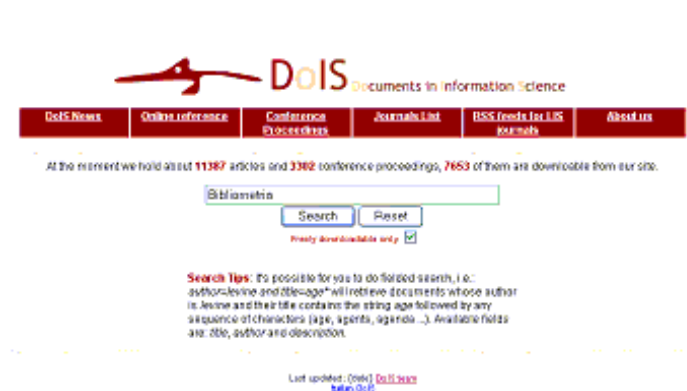 DoIS Documents in Information Science
DoIS News Online reference Conference Proceedings Journals List RSS feeds for LIS journals About us
At the moment we hold about 11387 articles and 3302 conference proceedings, 7653 of them are downloable from our site.
Bibliometria
Search Reset
Freely downloadable only
Search Tips: It's possible for you to do fielded search, i.e.:
author=levine and title=age* will retrieve documents whose author
is levine and their title contains the string age followed by any
sequence of characters (age, agents, agenda ...). Available fields
are: title, author and description.
Last updated: [date] DoIS team